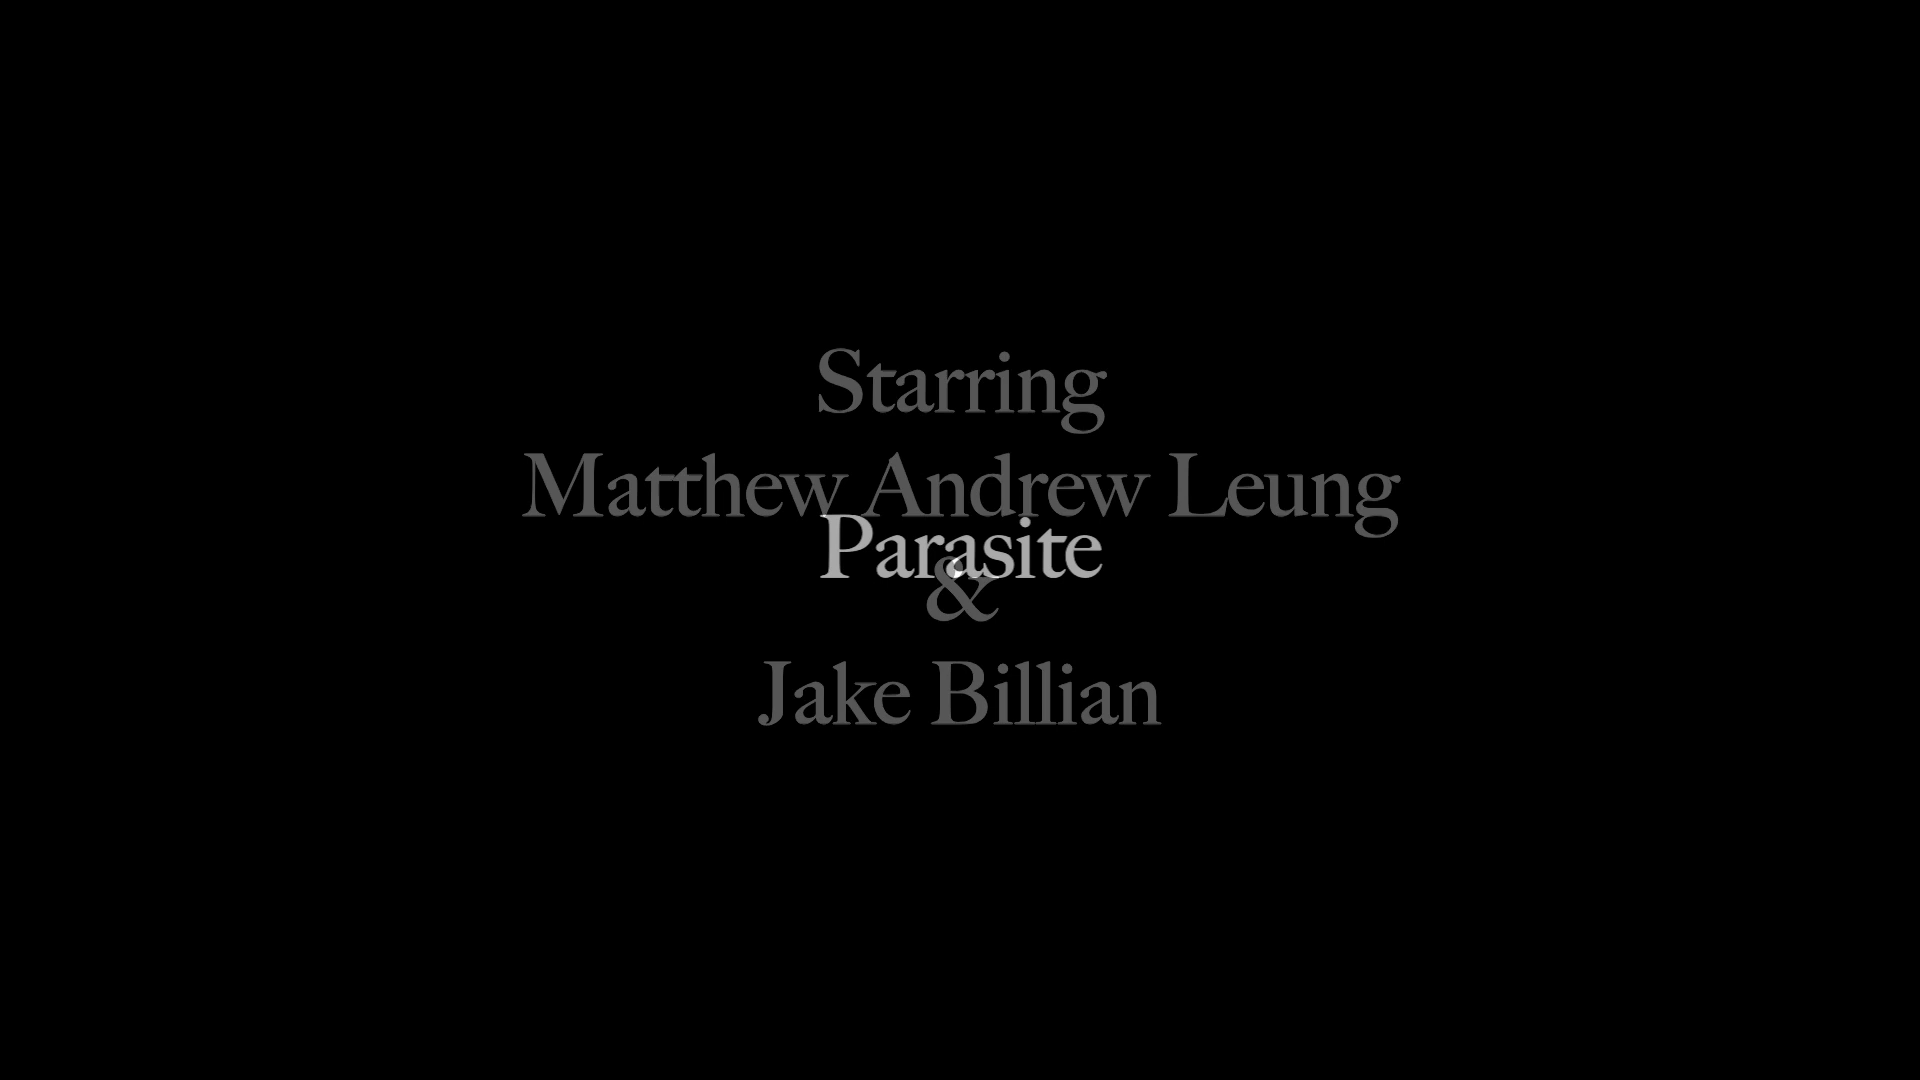 Starring
Matthew Andrew Leung
Parasite
&
Jake Billian